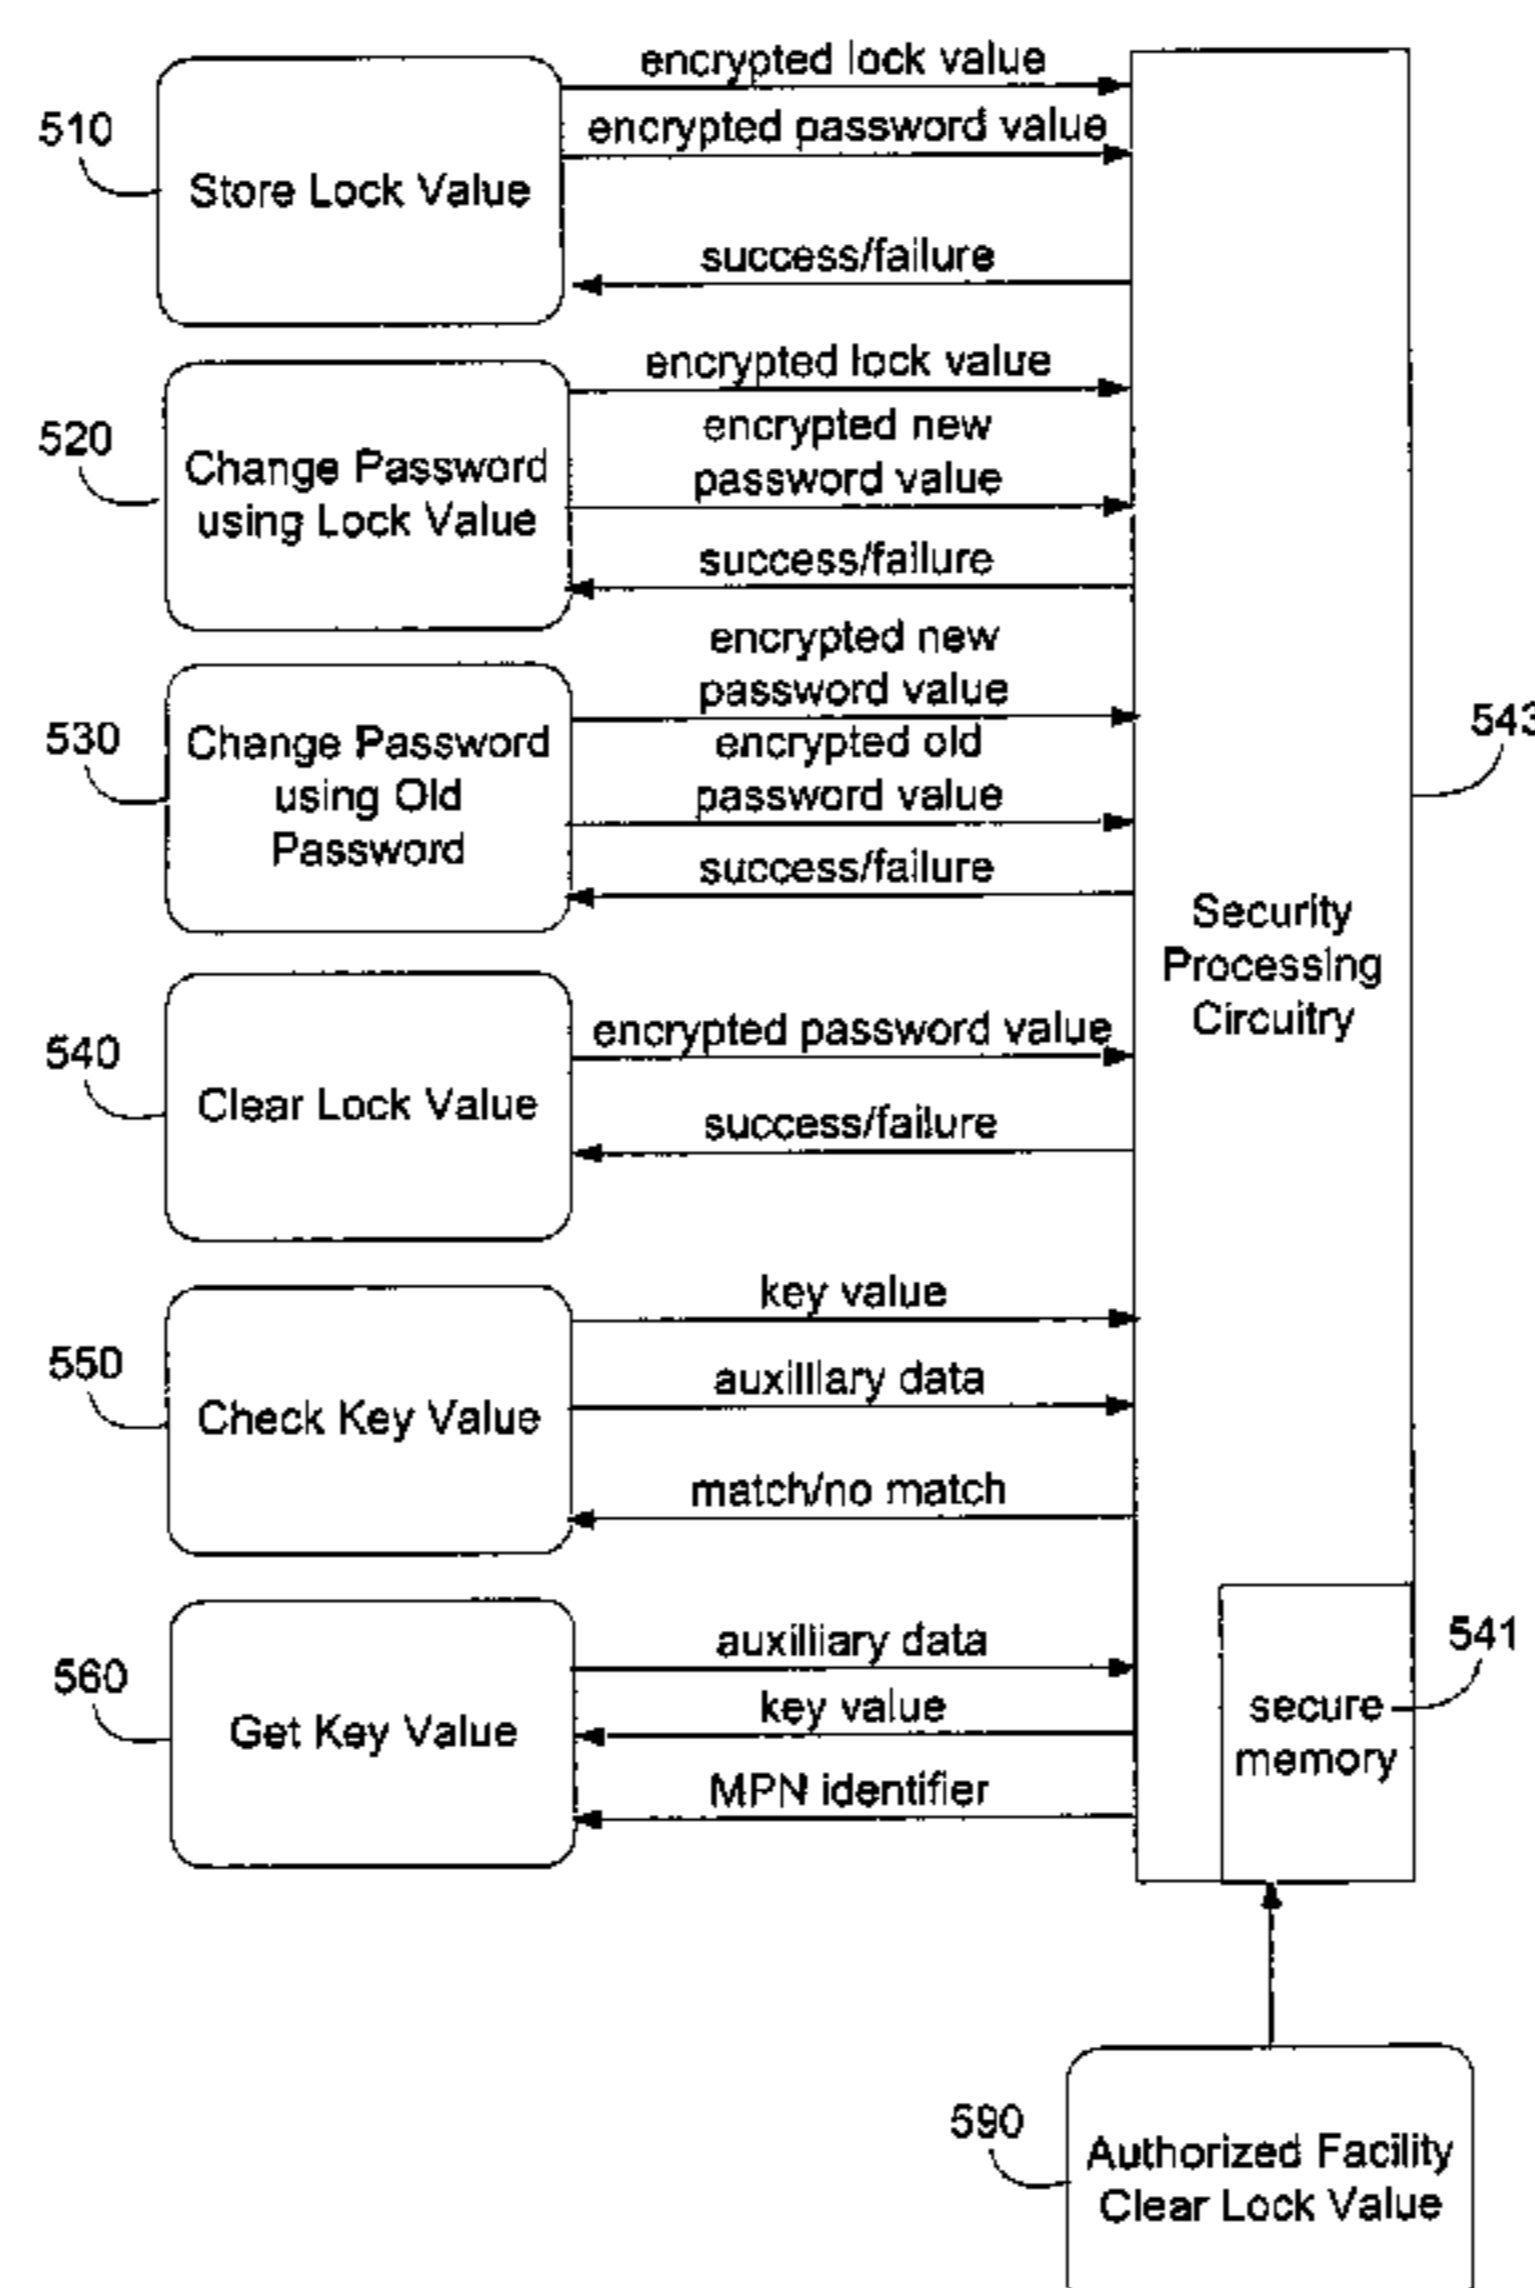 encrypted lock value
510
encrypted password value
Store Lock Value
success/failure
encrypted lock value
520
encrypted new
password value
Change Password
using Lock Value
success/failure
encrypted new
password value
530
Change Password
using Old
Password
encrypted old
password value
success/failure
543
Security
Processing
Circuitry
540
encrypted password value
Clear Lock Value
success/failure
key value
550
auxilliary data
Check Key Value
match/no match
auxilliary data
541
560
key value
Get Key Value
secure
memory
MPN identifier
590
Authorized Facility
Clear Lock Value